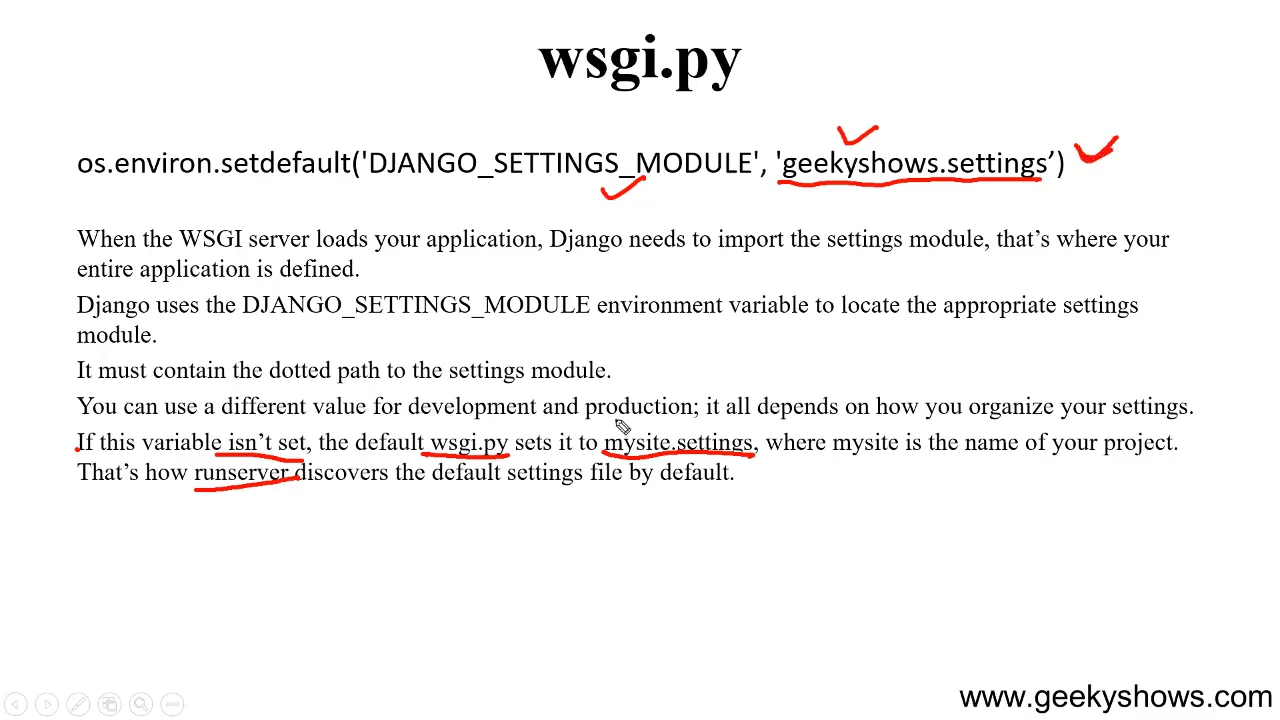 wsgi.py
os.environ.setdefault('DJANGO_SETTINGS_MODULE', 'geekyshows.settings’)
When the WSGI server loads your application, Django needs to import the settings module, that’s where your
entire application is defined.
Django uses the DJANGO_SETTINGS_MODULE environment variable to locate the appropriate settings
module.
It must contain the dotted path to the settings module.
You can use a different value for development and production; it all depends on how you organize your settings.
If this variable isn’t set, the default wsgi.py sets it to mysite.settings, where mysite is the name of your project.
That’s how runserver discovers the default settings file by default.
www.geekyshows.com